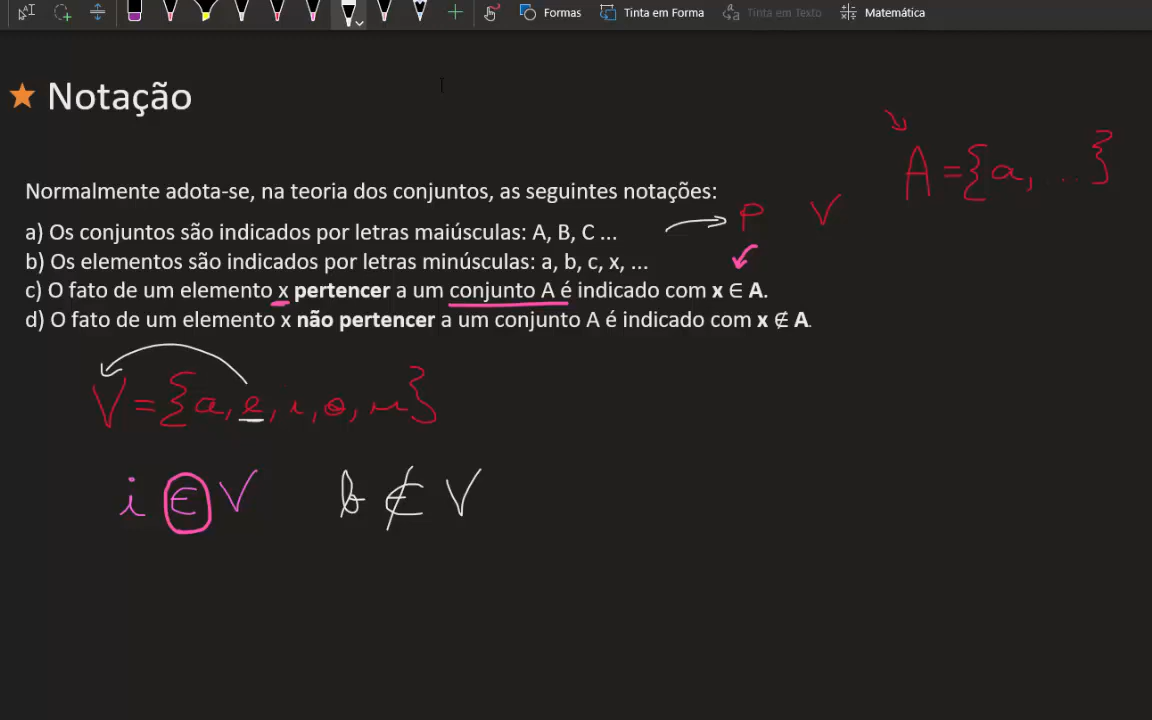 Formas Tinta em Forma Tinta em Texto Matemática
Notação
A = {a, ...}
Normalmente adota-se, na teoria dos conjuntos, as seguintes notações:
P V
a) Os conjuntos são indicados por letras maiúsculas: A, B, C ...
b) Os elementos são indicados por letras minúsculas: a, b, c, x, ...
c) O fato de um elemento x pertencer a um conjunto A é indicado com x ∈ A.
d) O fato de um elemento x não pertencer a um conjunto A é indicado com x ∉ A.
V = {a, e, i, o, u}
i ∈ V b ∉ V